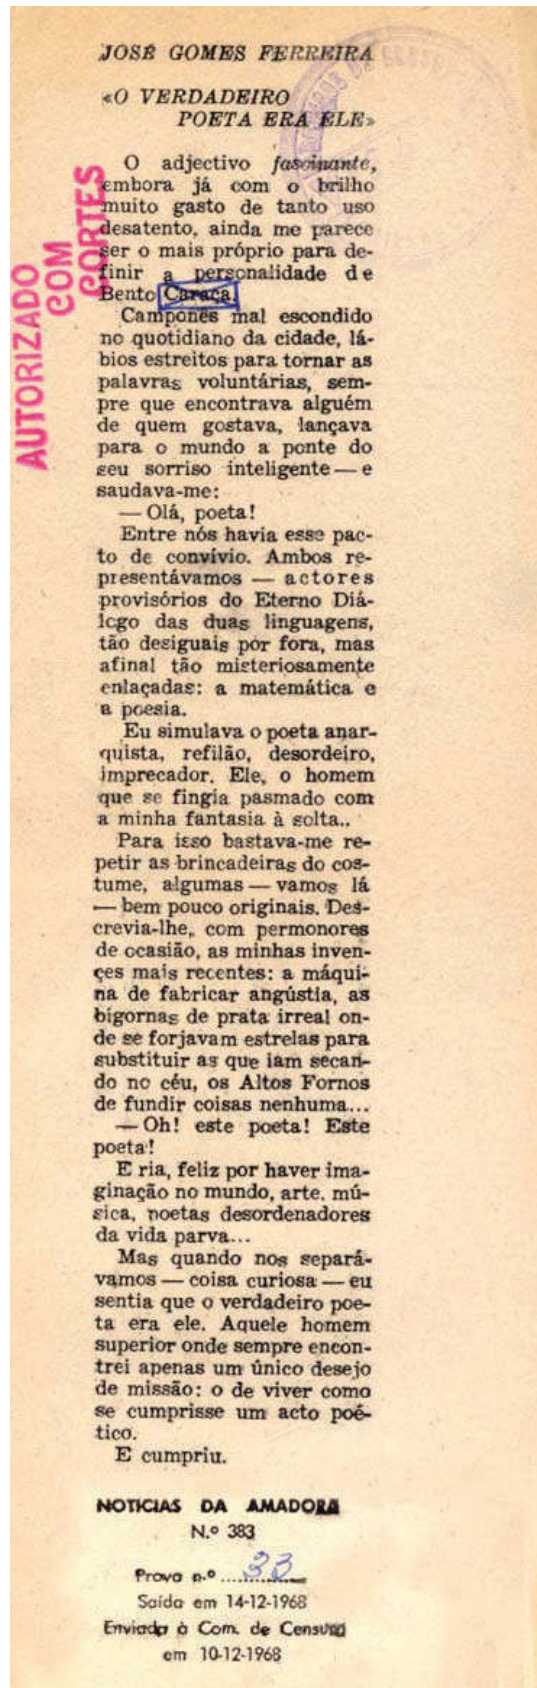 JOSÉ GOMES FERREIRA
«O VERDADEIRO
POETA ERA ELE»
O adjectivo fascinante,
embora já com o brilho
muito gasto de tanto uso
desatento, ainda me parece
ser o mais próprio para de-
finir a personalidade de
Bento Caraça.
Camponês mal escondido
no quotidiano da cidade, lá-
bios estreitos para tornar as
palavras voluntárias, sem-
pre que encontrava alguém
de quem gostava, lançava
para o mundo a ponte do
seu sorriso inteligente — e
saudava-me:
— Olá, poeta!
Entre nós havia esse pac-
to de convívio. Ambos re-
presentávamos — actores
provisórios do Eterno Diá-
logo das duas linguagens,
tão desiguais por fora, mas
afinal tão misteriosamente
enlaçadas: a matemática e
a poesia.
Eu simulava o poeta anar-
quista, refilão, desordeiro,
imprecador. Ele, o homem
que se fingia pasmado com
a minha fantasia à solta..
Para isso bastava-me re-
petir as brincadeiras do cos-
tume, algumas — vamos lá
— bem pouco originais. Des-
crevia-lhe, com permonores
de ocasião, as minhas inven-
ções mais recentes: a máqui-
na de fabricar angústia, as
bigornas de prata irreal on-
de se forjavam estrelas para
substituir as que iam secan-
do no céu, os Altos Fornos
de fundir coisas nenhuma...
— Oh! este poeta! Este
poeta!
E ria, feliz por haver ima-
ginação no mundo, arte, mú-
sica, poetas desordenadores
da vida parva...
Mas quando nos separá-
vamos — coisa curiosa — eu
sentia que o verdadeiro poe-
ta era ele. Aquele homem
superior onde sempre encon-
trei apenas um único desejo
de missão: o de viver como
se cumprisse um acto poé-
tico.
E cumpriu.
AUTORIZADO
COM
CORTES
NOTICIAS DA AMADORA
N.º 383
Prova n.º 33
Saída em 14-12-1968
Enviada à Com. de Censura
em 10-12-1968